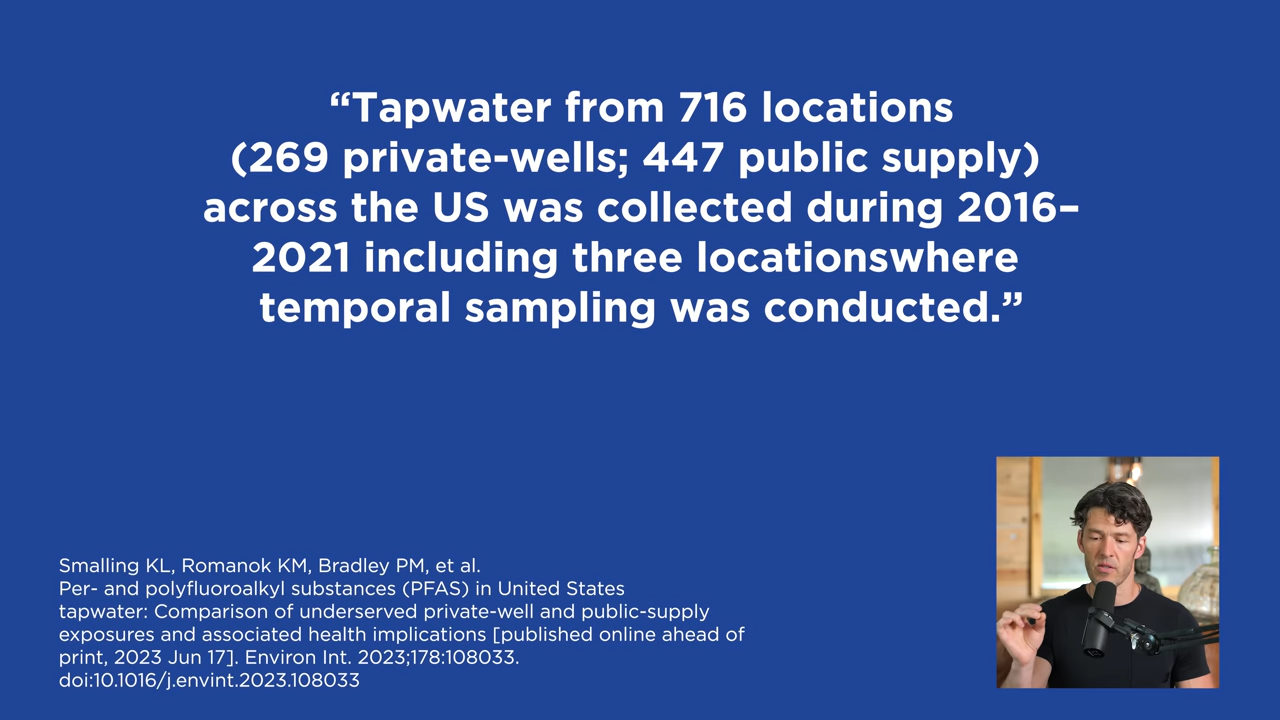 “Tapwater from 716 locations
(269 private-wells; 447 public supply)
across the US was collected during 2016–
2021 including three locationswhere
temporal sampling was conducted.”
Smalling KL, Romanok KM, Bradley PM, et al.
Per- and polyfluoroalkyl substances (PFAS) in United States
tapwater: Comparison of underserved private-well and public-supply
exposures and associated health implications [published online ahead of
print, 2023 Jun 17]. Environ Int. 2023;178:108033.
doi:10.1016/j.envint.2023.108033